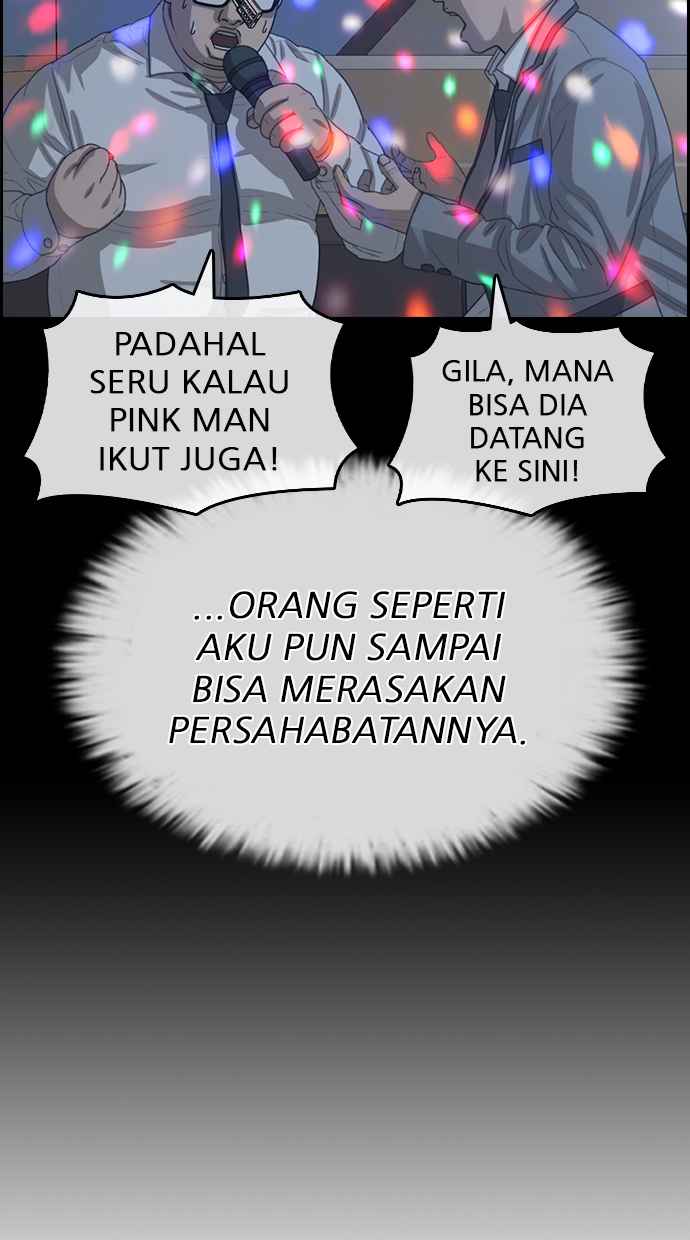 PADAHAL
SERU KALAU
PINK MAN
IKUT JUGA!
GILA, MANA
BISA DIA
DATANG
KE SINI!
...ORANG SEPERTI
AKU PUN SAMPAI
BISA MERASAKAN
PERSAHABATANNYA.